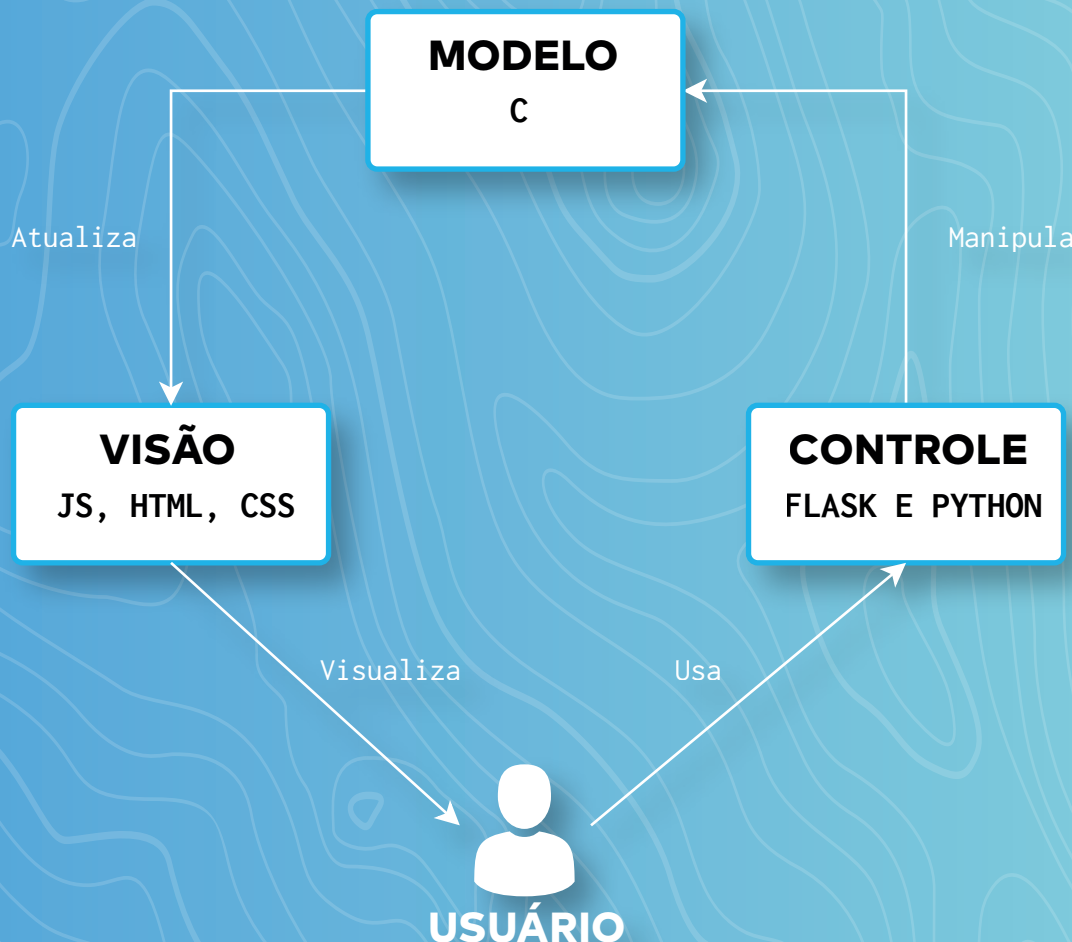 MODELO
C
Atualiza
Manipula
VISÃO
JS, HTML, CSS
CONTROLE
FLASK E PYTHON
Visualiza
Usa
USUÁRIO